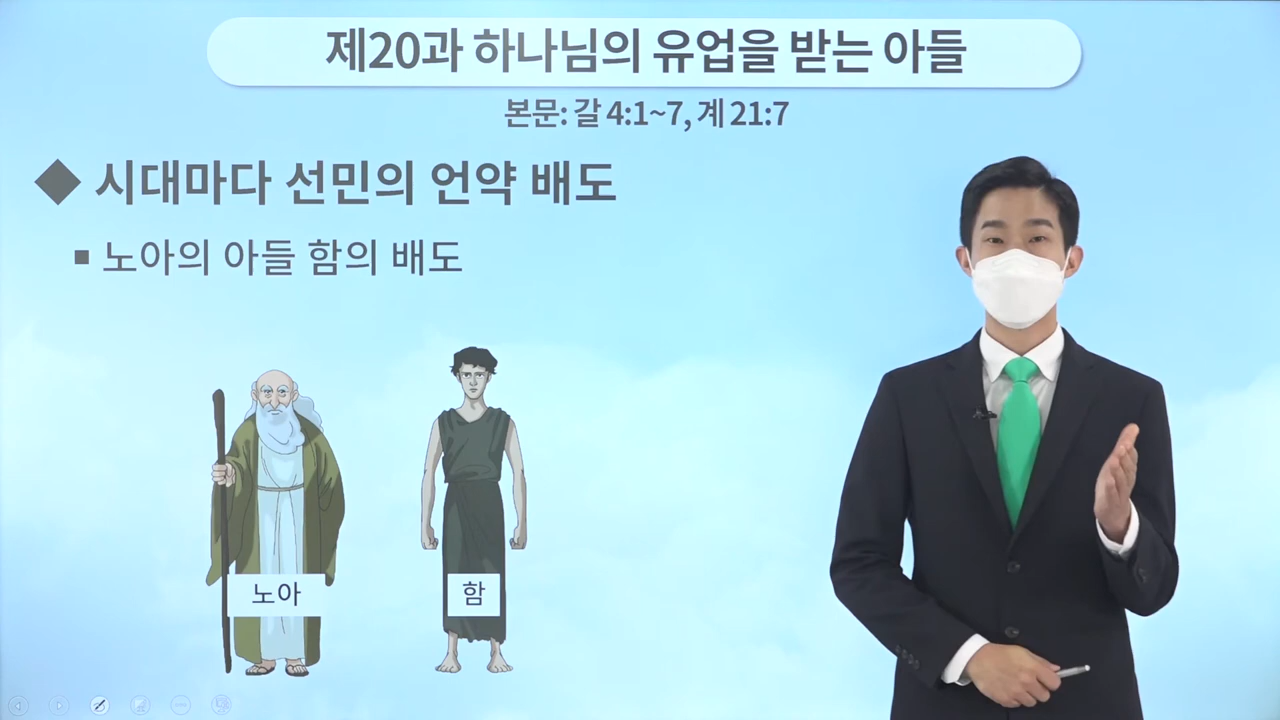 제20과 하나님의 유업을 받는 아들
본문: 갈 4:1~7, 계 21:7
◆ 시대마다 선민의 언약 배도
▪ 노아의 아들 함의 배도
노아
함